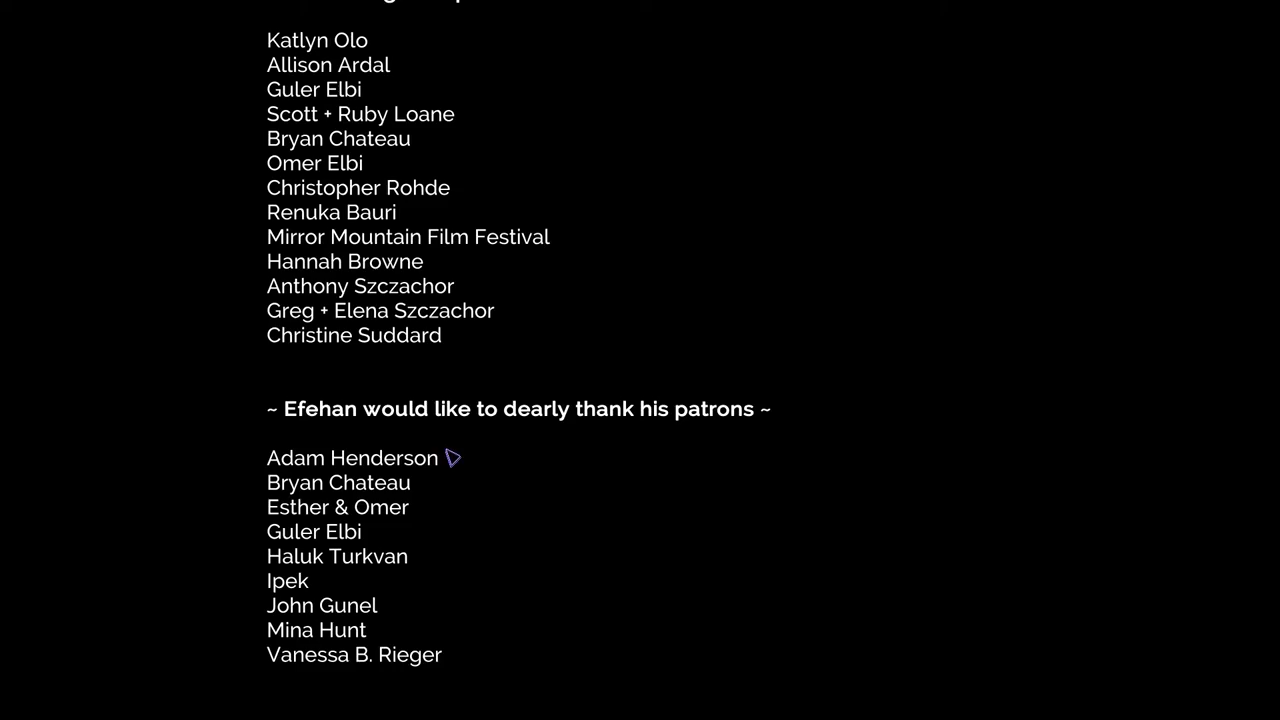 Katlyn Olo
Allison Ardal
Guler Elbi
Scott + Ruby Loane
Bryan Chateau
Omer Elbi
Christopher Rohde
Renuka Bauri
Mirror Mountain Film Festival
Hannah Browne
Anthony Szczachor
Greg + Elena Szczachor
Christine Suddard
~ Efehan would like to dearly thank his patrons ~
Adam Henderson
Bryan Chateau
Esther & Omer
Guler Elbi
Haluk Turkvan
Ipek
John Gunel
Mina Hunt
Vanessa B. Rieger